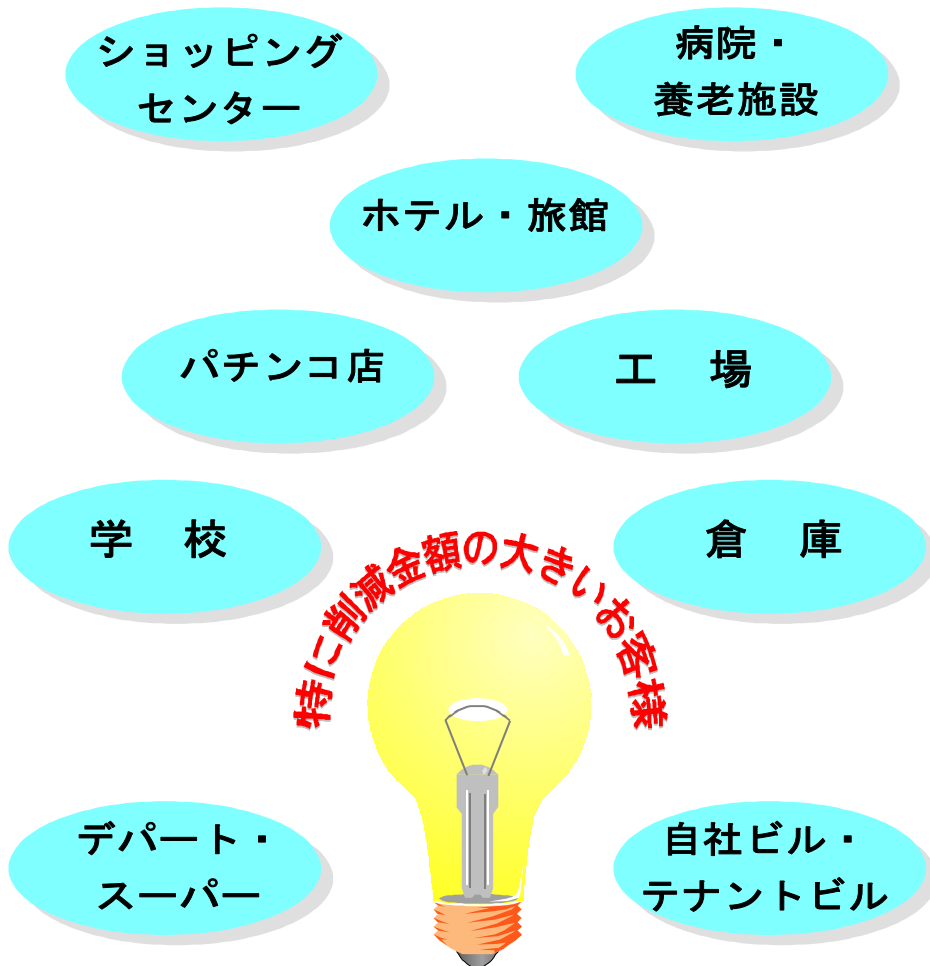 ショッピング
センター
病院・
養老施設
ホテル・旅館
パチンコ店
工　場
学　校
倉　庫
特に削減金額の大きいお客様
デパート・
スーパー
自社ビル・
テナントビル